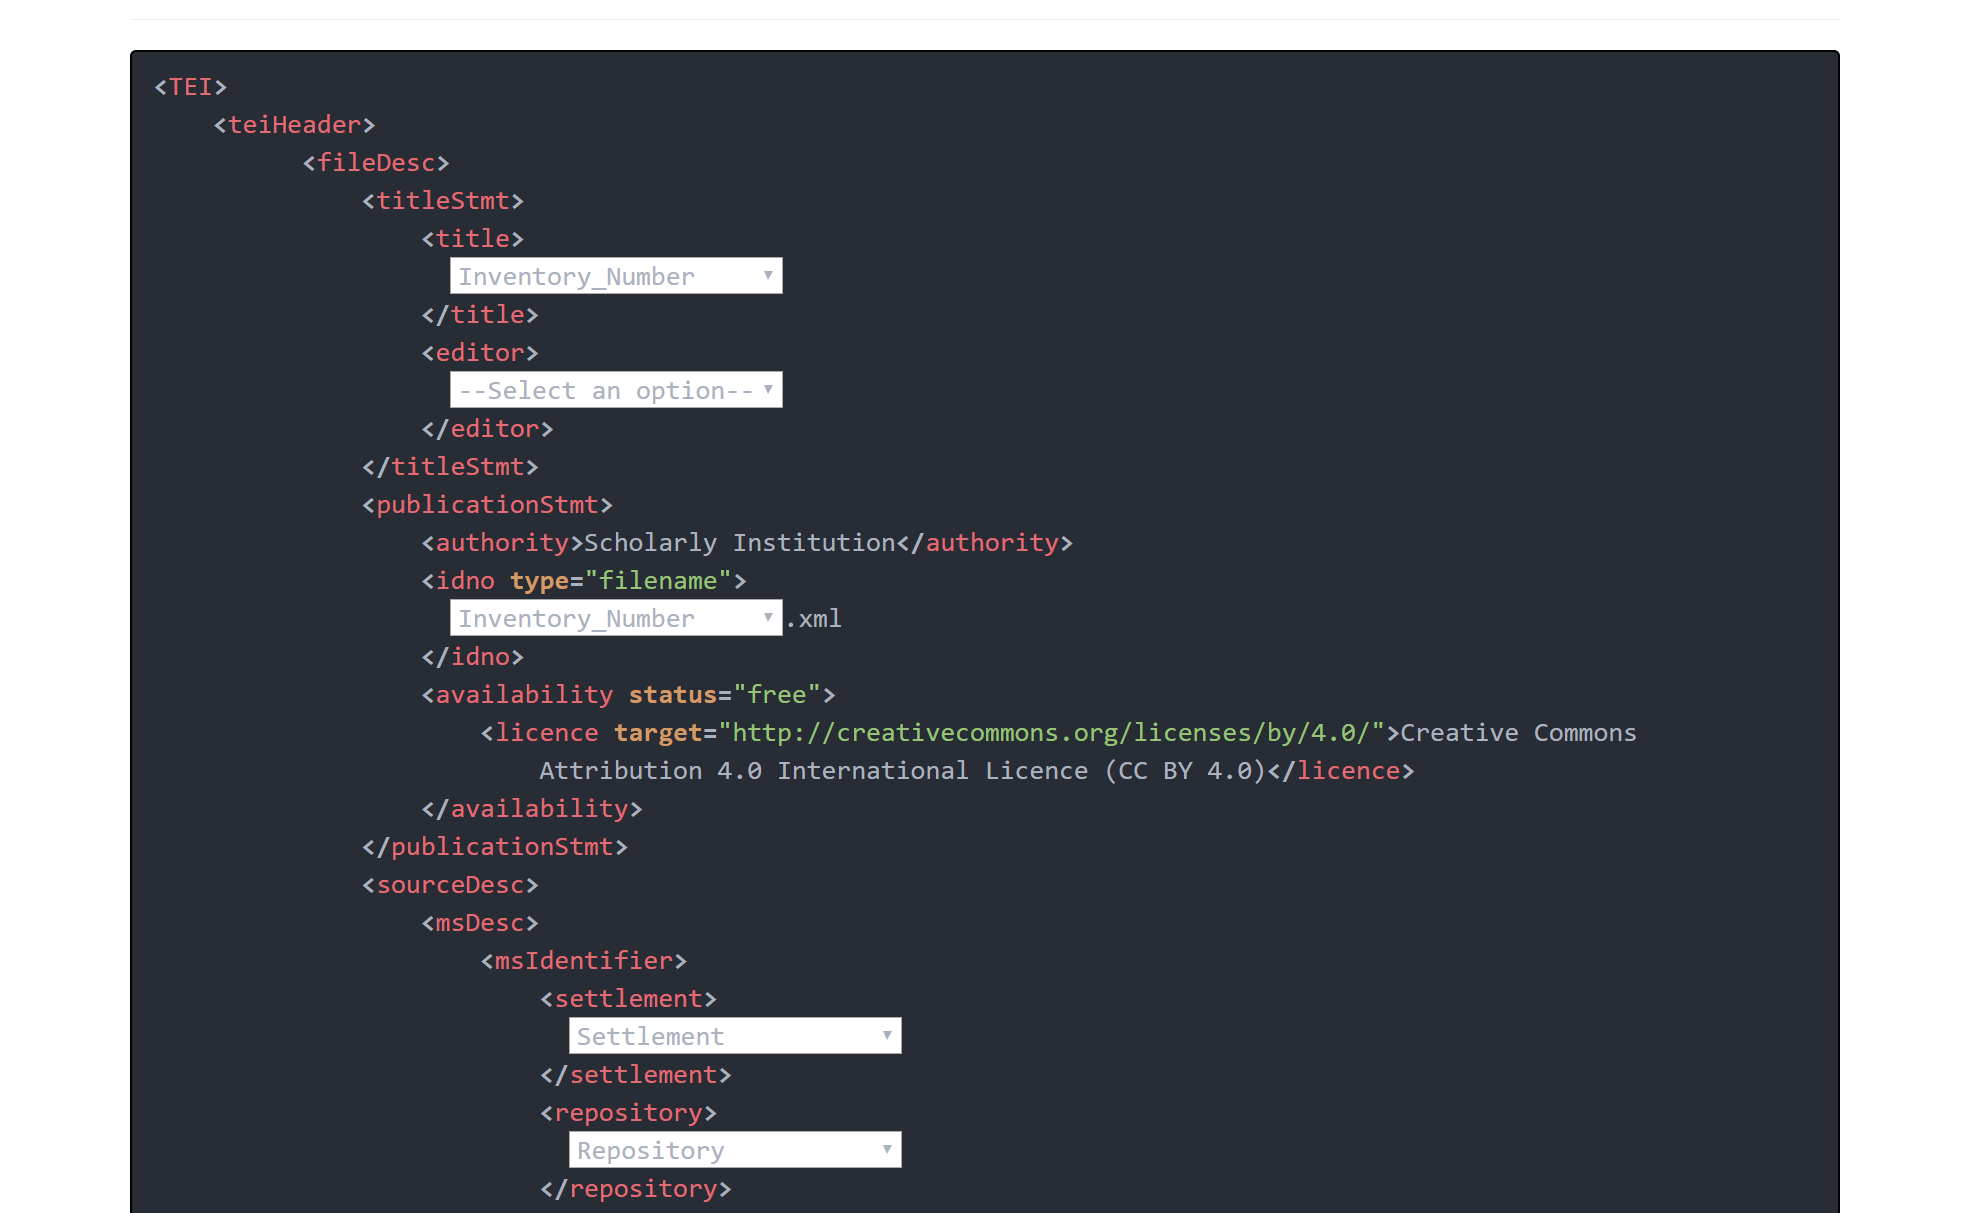 <TEI>
<teiHeader>
<fileDesc>
<titleStmt>
<title>
Inventory_Number
</title>
<editor>
--Select an option--
</editor>
</titleStmt>
<publicationStmt>
<authority>Scholarly Institution</authority>
<idno type="filename">
Inventory_Number .xml
</idno>
<availability status="free">
<licence target="http://creativecommons.org/licenses/by/4.0/">Creative Commons
Attribution 4.0 International Licence (CC BY 4.0)</licence>
</availability>
</publicationStmt>
<sourceDesc>
<msDesc>
<msIdentifier>
<settlement>
Settlement
</settlement>
<repository>
Repository
</repository>